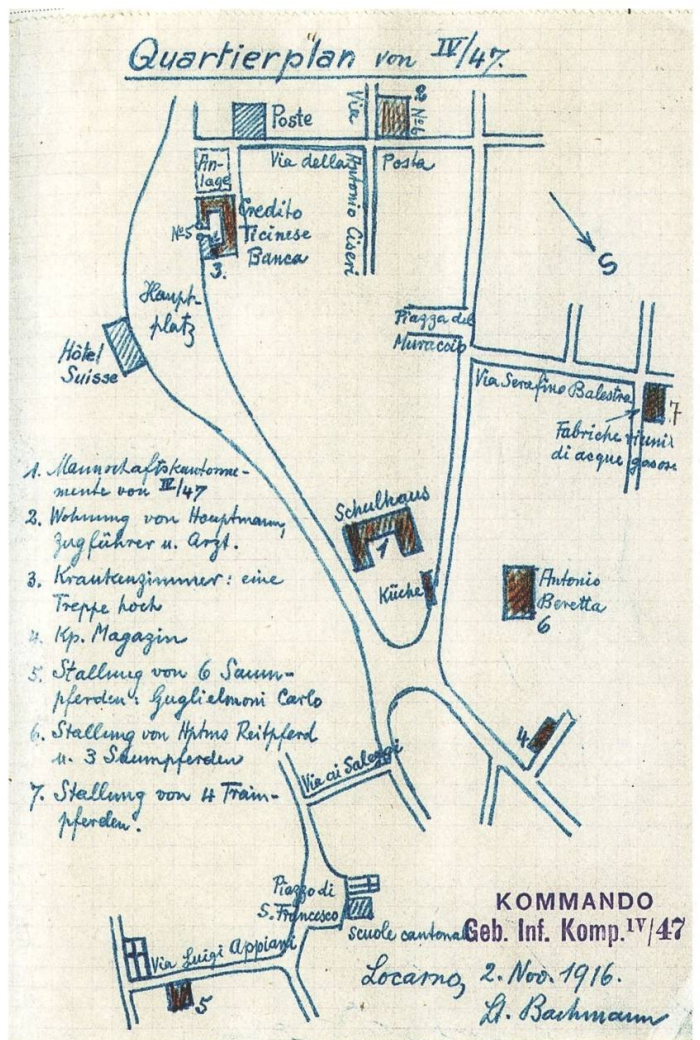 Quartierplan von IV/47.
Poste
Via Antonio Ciseri
2
No 6
Via della Posta
An-
lage
Credito
Ticinese
Banca
No 5
3.
S
Haupt-
platz
Hôtel
Suisse
Piazza del
Muraccio
Via Serafino Balestra
7
Fabriche riunit
di acque gasose
Schulhaus
1
Küche
Antonio
Beretta
6
4
1. Mannschaftskantonne-
mente von IV/47
2. Wohnung von Hauptmann,
Zugführer u. Arzt.
3. Krankenzimmer: eine
Treppe hoch
4. Kp. Magazin
5. Stallung von 6 Saum-
pferden: Guglielmoni Carlo
6. Stallung von Hptms Reitpferd
u. 3 Saumpferden
7. Stallung von 4 Train-
pferden.
Via ai Saleggi
Piazza di
S. Francesco
Scuole cantonal
Via Luigi Appiani
5
KOMMANDO
Geb. Inf. Komp. IV/47
Locarno, 2. Nov. 1916.
Lt. Bachmann